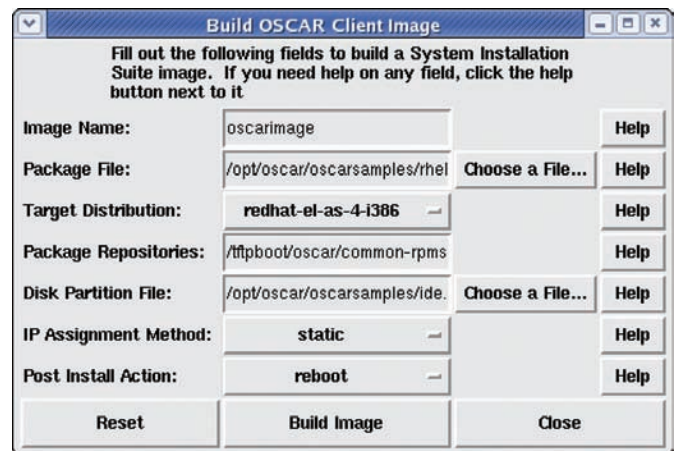 Build OSCAR Client Image
Fill out the following fields to build a System Installation
Suite image. If you need help on any field, click the help
button next to it
Image Name: oscarimage Help
Package File: /opt/oscar/oscarsamples/rhel Choose a File... Help
Target Distribution: redhat-el-as-4-i386 Help
Package Repositories: /tftpboot/oscar/common-rpms Help
Disk Partition File: /opt/oscar/oscarsamples/ide. Choose a File... Help
IP Assignment Method: static Help
Post Install Action: reboot Help
Reset Build Image Close